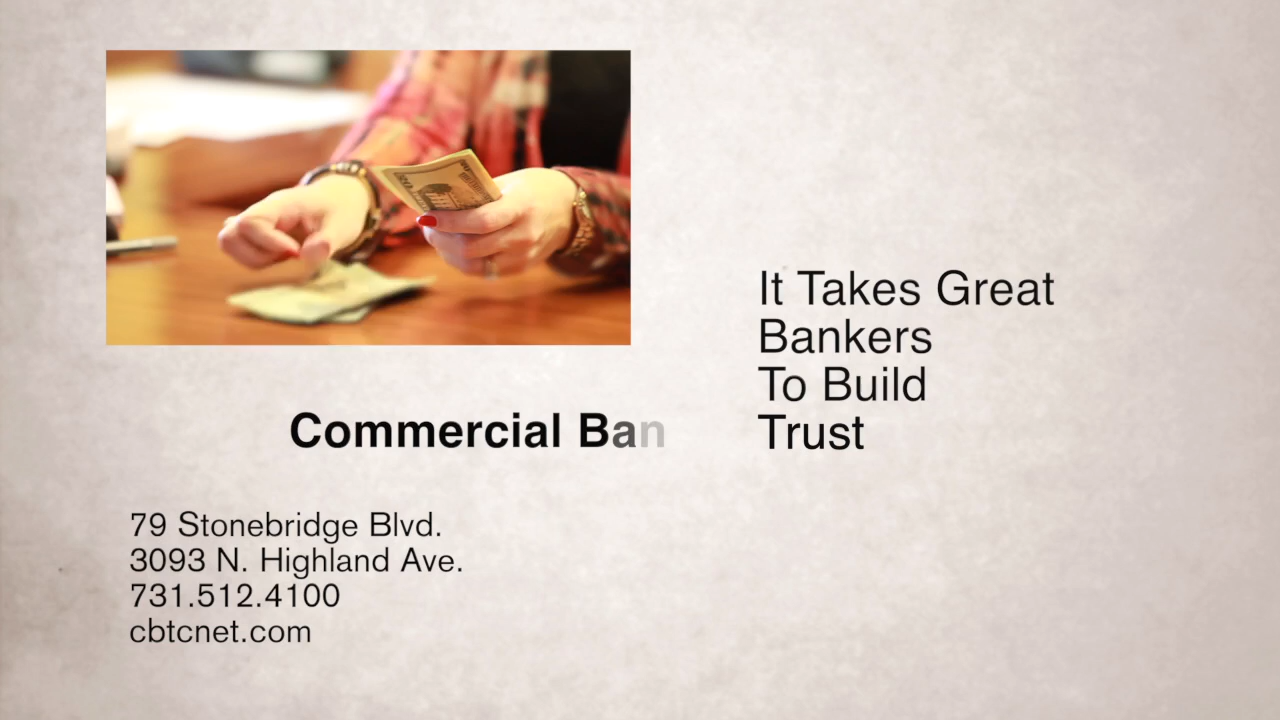 Commercial Ban
79 Stonebridge Blvd.
3093 N. Highland Ave.
731.512.4100
cbtcnet.com
It Takes Great
Bankers
To Build
Trust